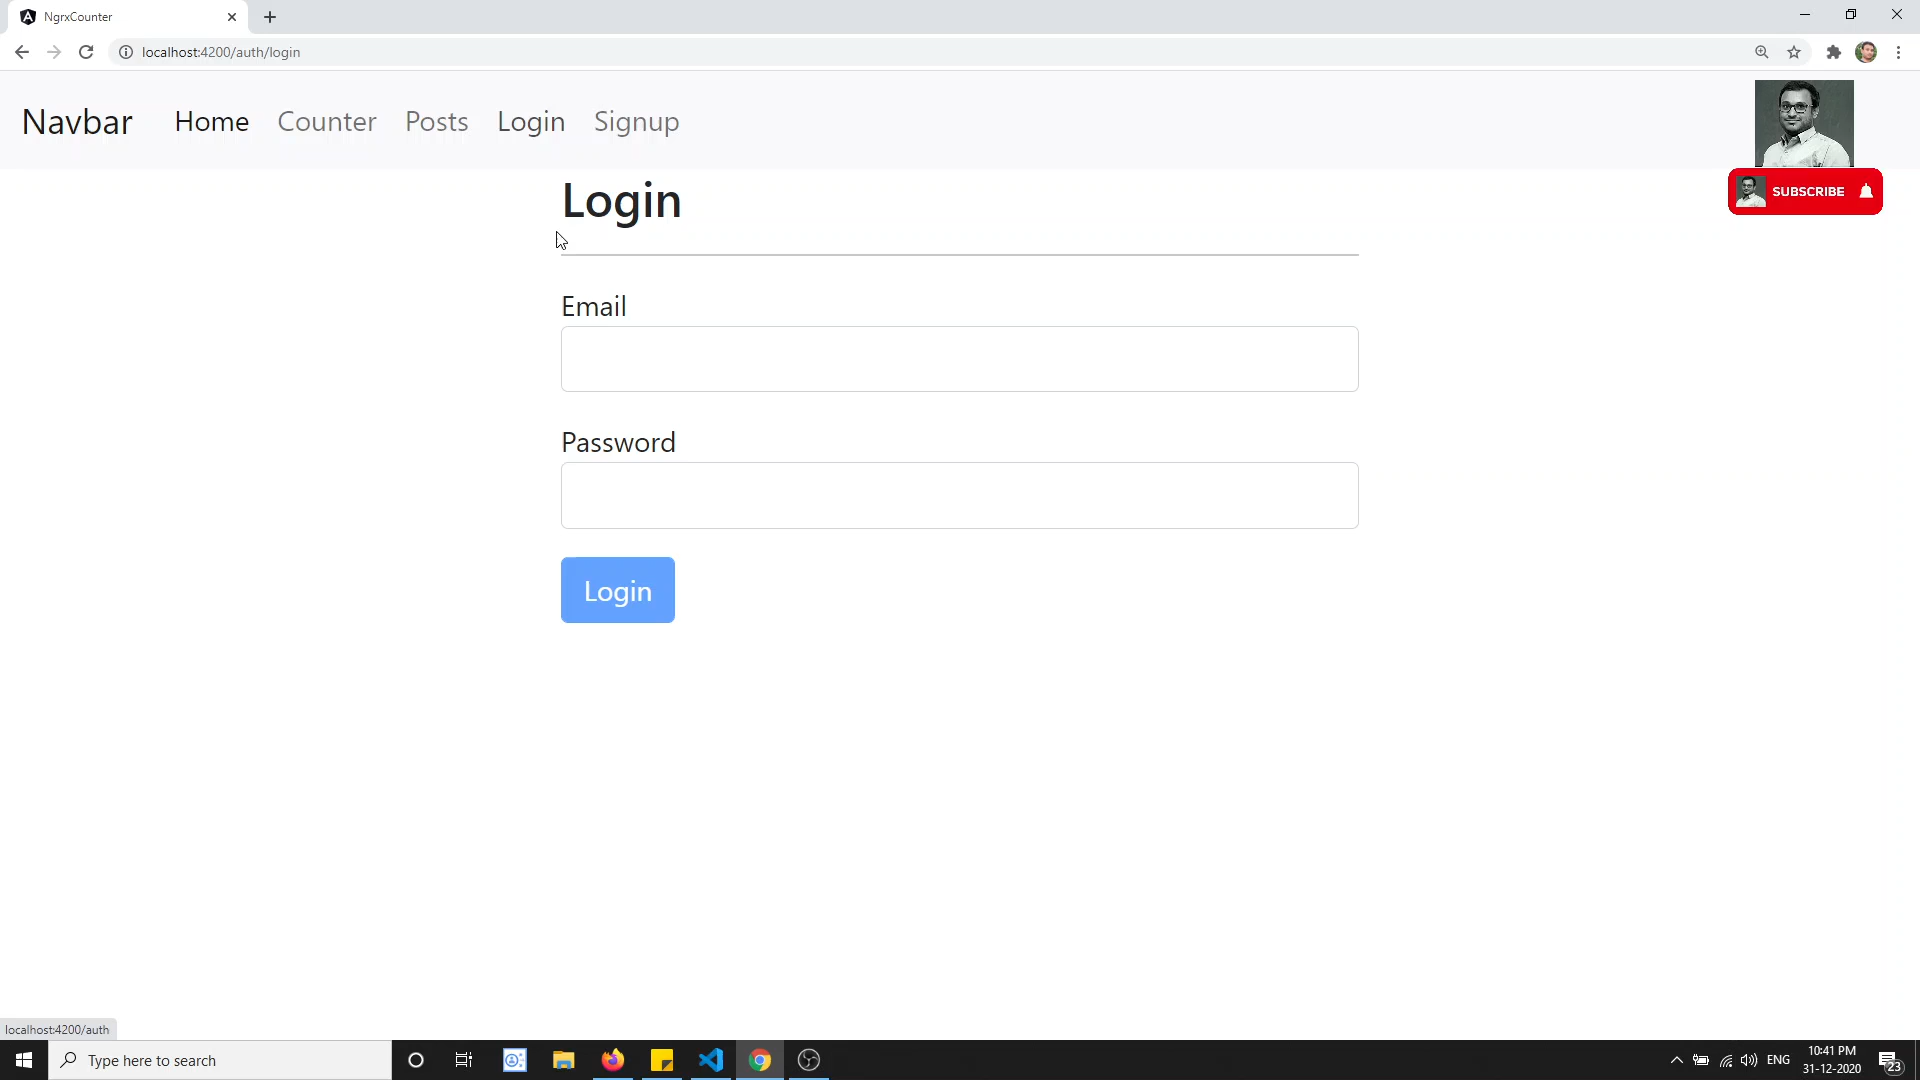 NgrxCounter
localhost:4200/auth/login
Navbar Home Counter Posts Login Signup
SUBSCRIBE
Login
Email
Password
Login
localhost:4200/auth
Type here to search
ENG
10:41 PM
31-12-2020
23